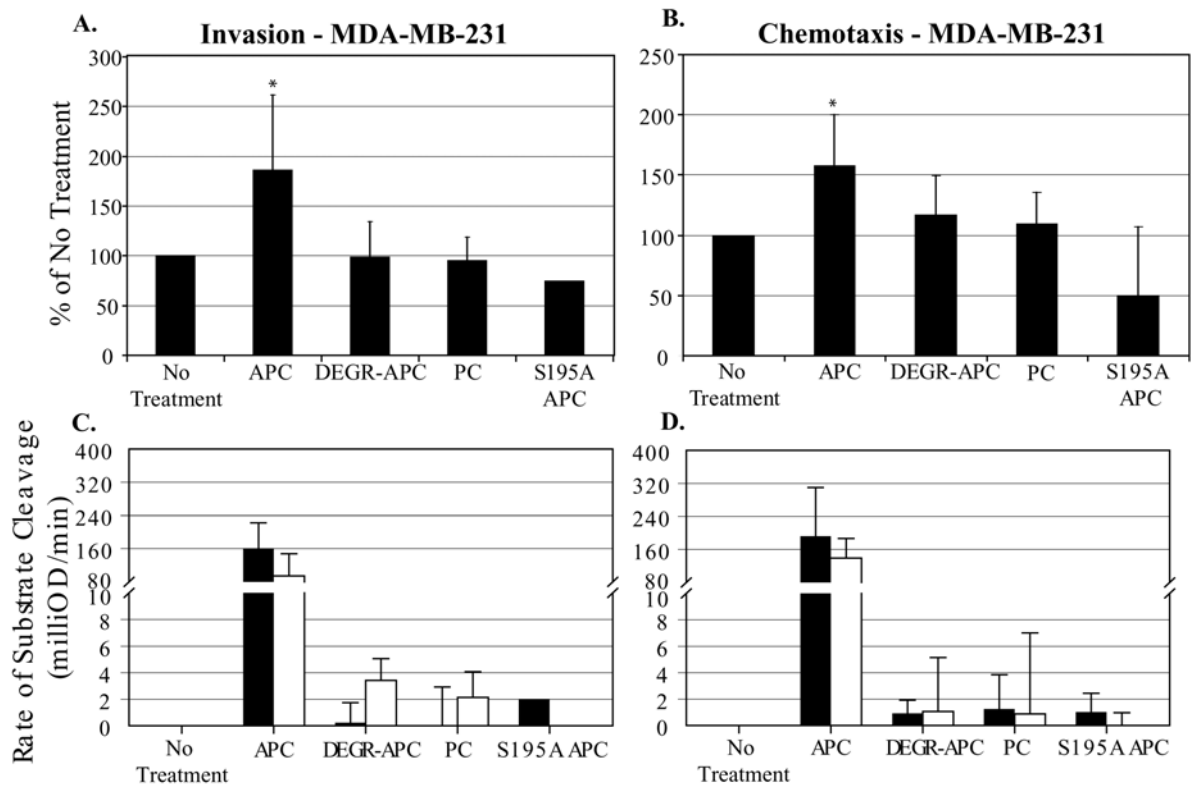 A.
Invasion - MDA-MB-231
% of No Treatment
300
250
200
150
100
50
0
*
No
Treatment
APC
DEGR-APC
PC
S195A
APC
B.
Chemotaxis - MDA-MB-231
250
200
150
100
50
0
*
No
Treatment
APC
DEGR-APC
PC
S195A
APC
C.
Rate of Substrate Cleavage
(milliOD/min)
400
320
240
160
80
10
8
6
4
2
0
No
Treatment
APC
DEGR-APC
PC
S195A APC
D.
400
320
240
160
80
10
8
6
4
2
0
No
Treatment
APC
DEGR-APC
PC
S195A APC